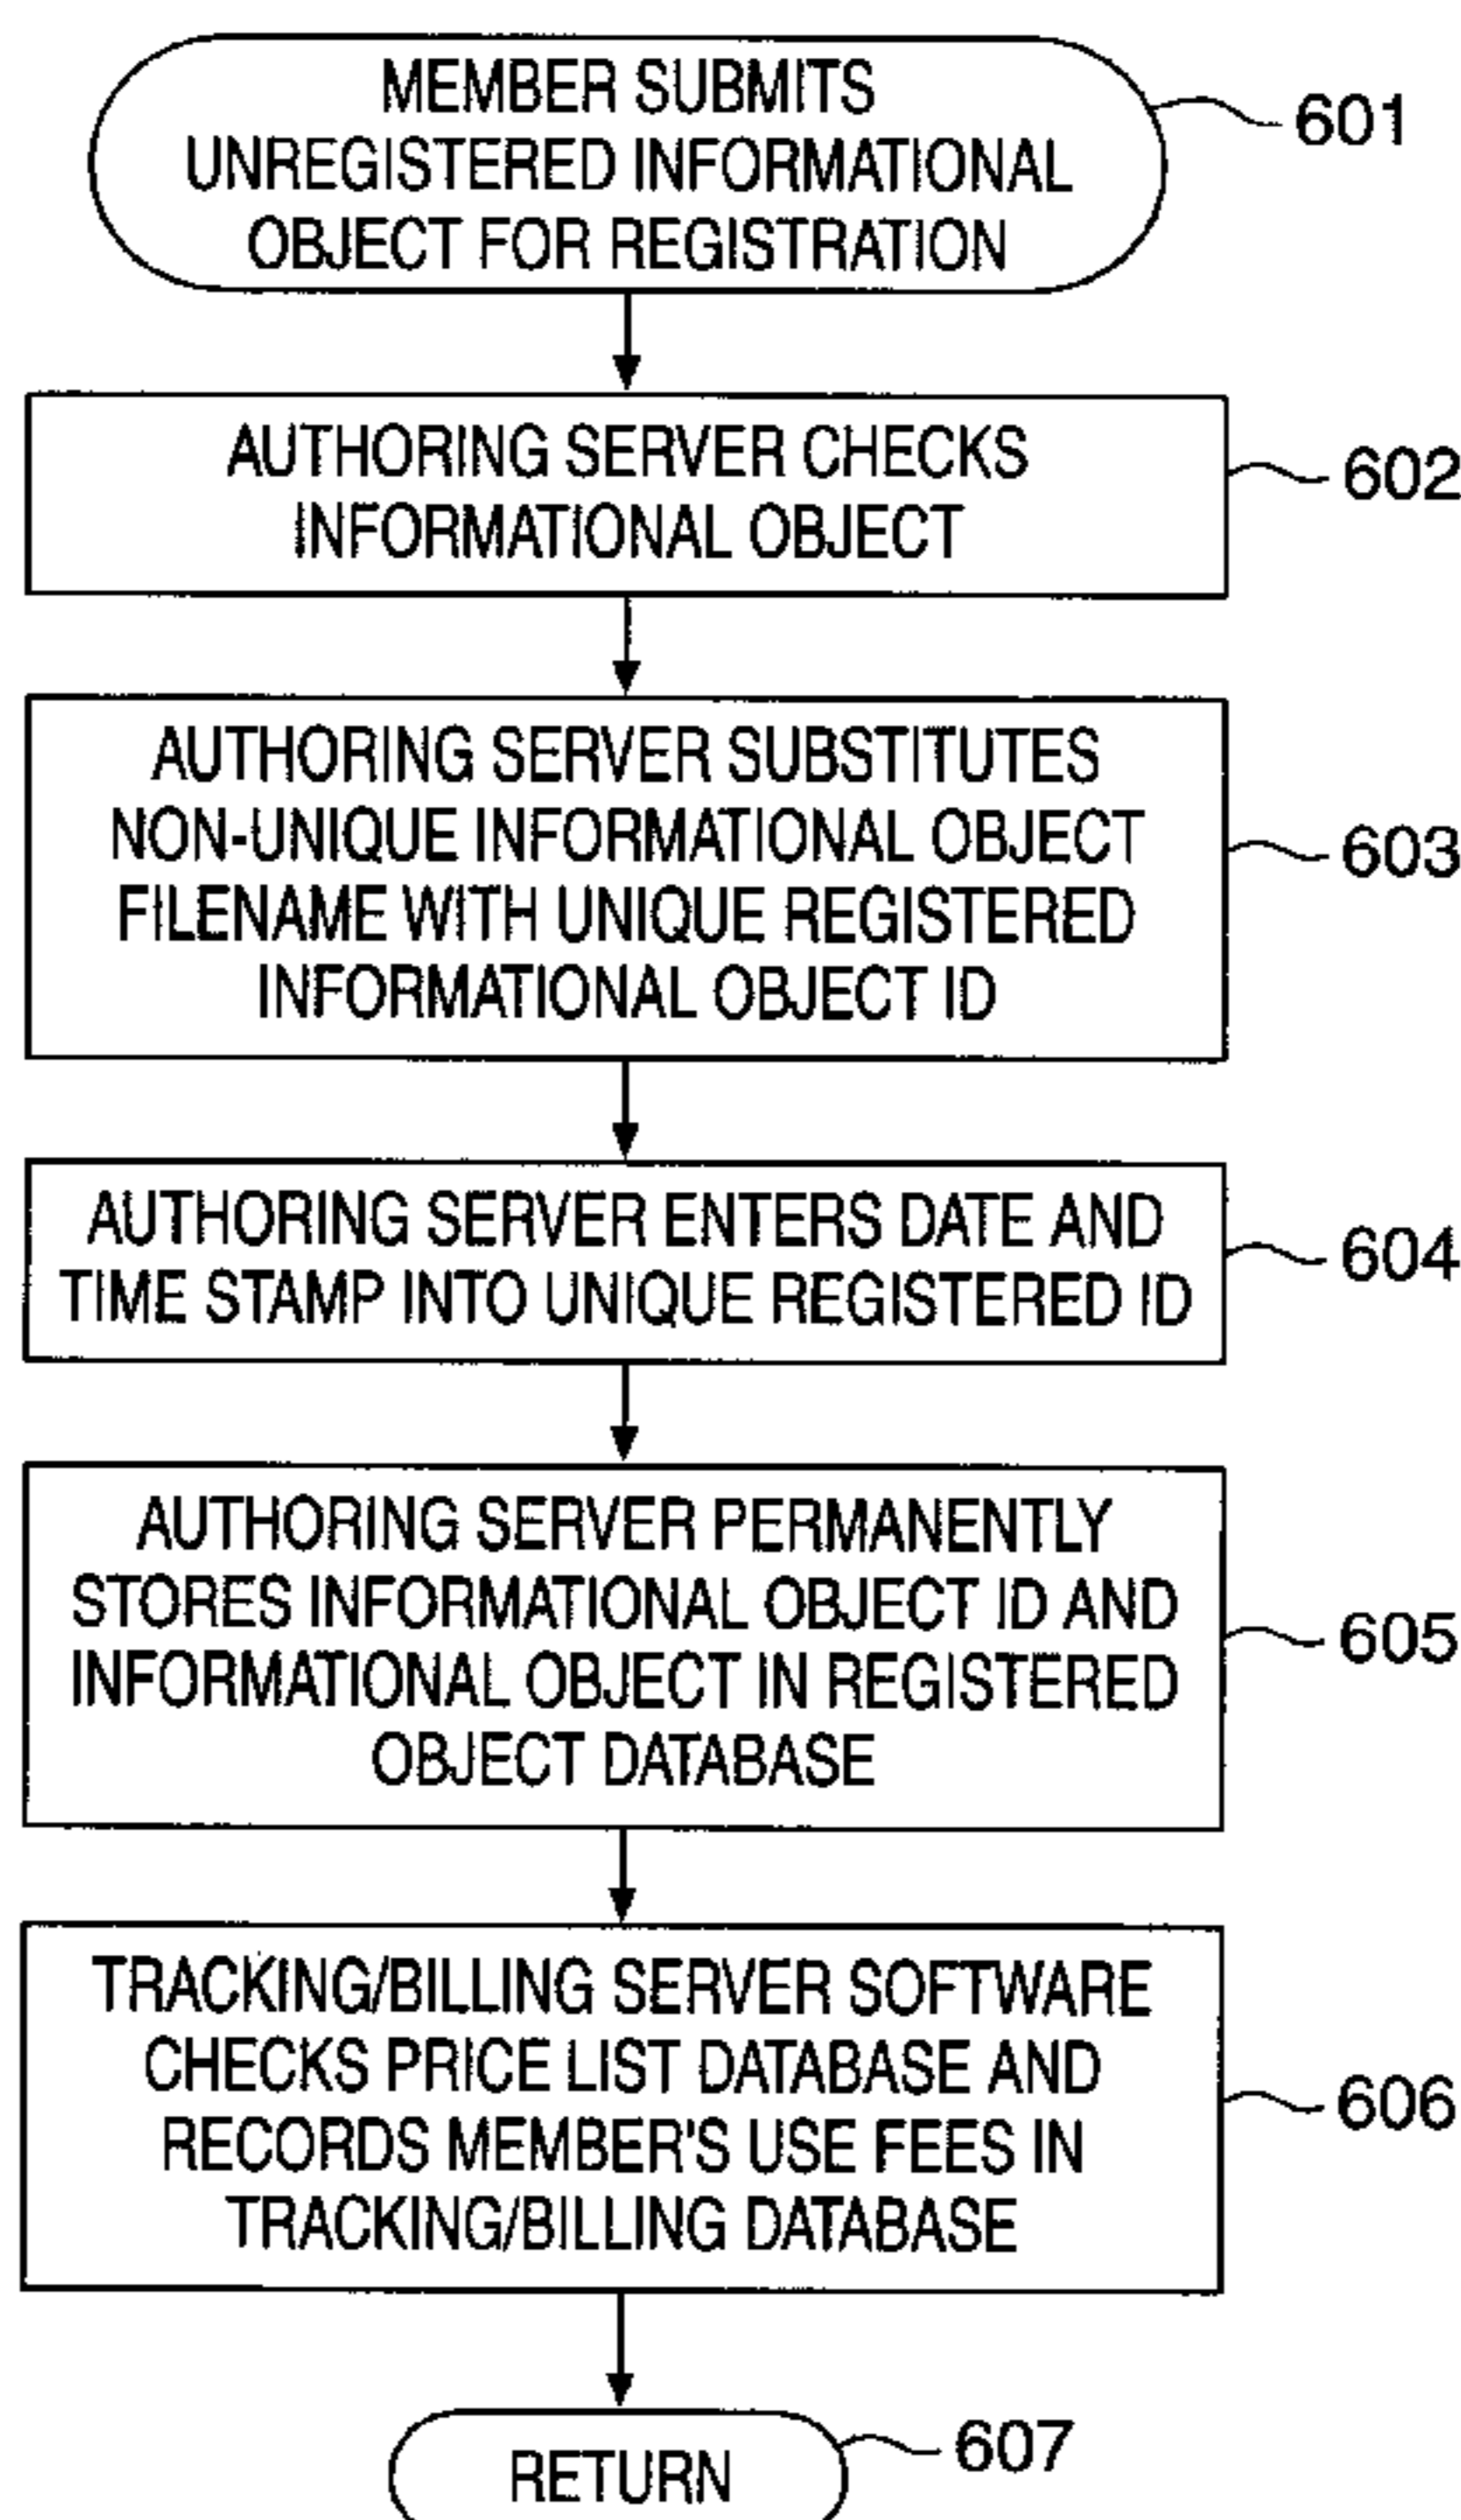 MEMBER SUBMITS
UNREGISTERED INFORMATIONAL
OBJECT FOR REGISTRATION
601
AUTHORING SERVER CHECKS
INFORMATIONAL OBJECT
602
AUTHORING SERVER SUBSTITUTES
NON-UNIQUE INFORMATIONAL OBJECT
FILENAME WITH UNIQUE REGISTERED
INFORMATIONAL OBJECT ID
603
AUTHORING SERVER ENTERS DATE AND
TIME STAMP INTO UNIQUE REGISTERED ID
604
AUTHORING SERVER PERMANENTLY
STORES INFORMATIONAL OBJECT ID AND
INFORMATIONAL OBJECT IN REGISTERED
OBJECT DATABASE
605
TRACKING/BILLING SERVER SOFTWARE
CHECKS PRICE LIST DATABASE AND
RECORDS MEMBER'S USE FEES IN
TRACKING/BILLING DATABASE
606
RETURN
607